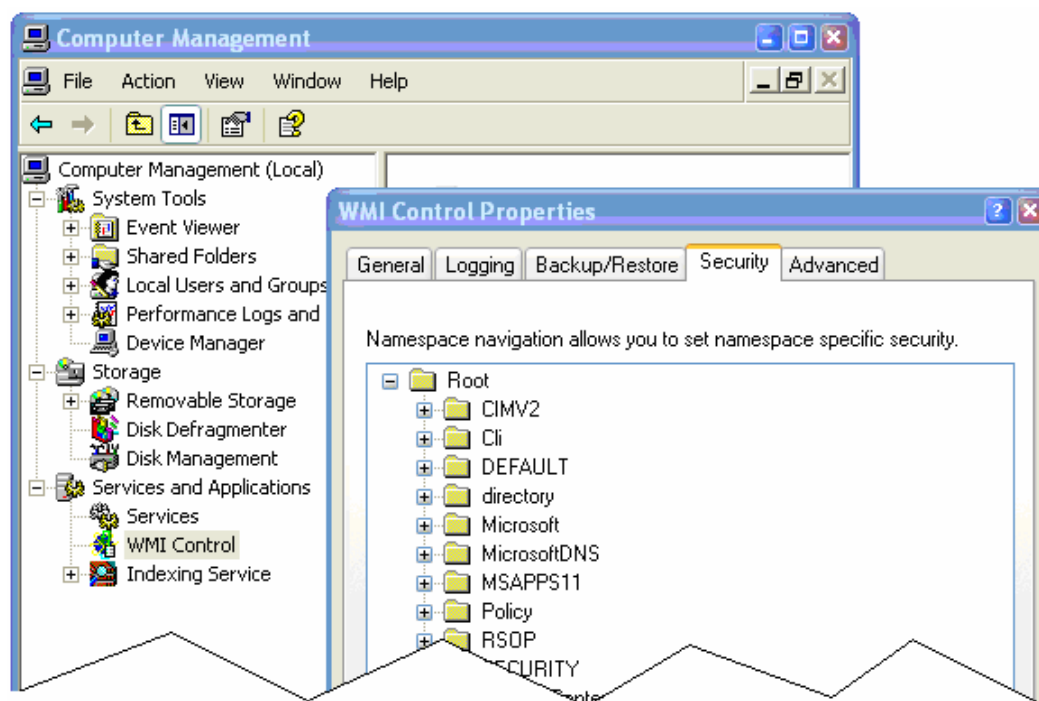 Computer Management
File Action View Window Help
Computer Management (Local)
System Tools
Event Viewer
Shared Folders
Local Users and Groups
Performance Logs and
Device Manager
Storage
Removable Storage
Disk Defragmenter
Disk Management
Services and Applications
Services
WMI Control
Indexing Service
WMI Control Properties
General Logging Backup/Restore Security Advanced
Namespace navigation allows you to set namespace specific security.
Root
CIMV2
Cli
DEFAULT
directory
Microsoft
MicrosoftDNS
MSAPPS11
Policy
RSOP